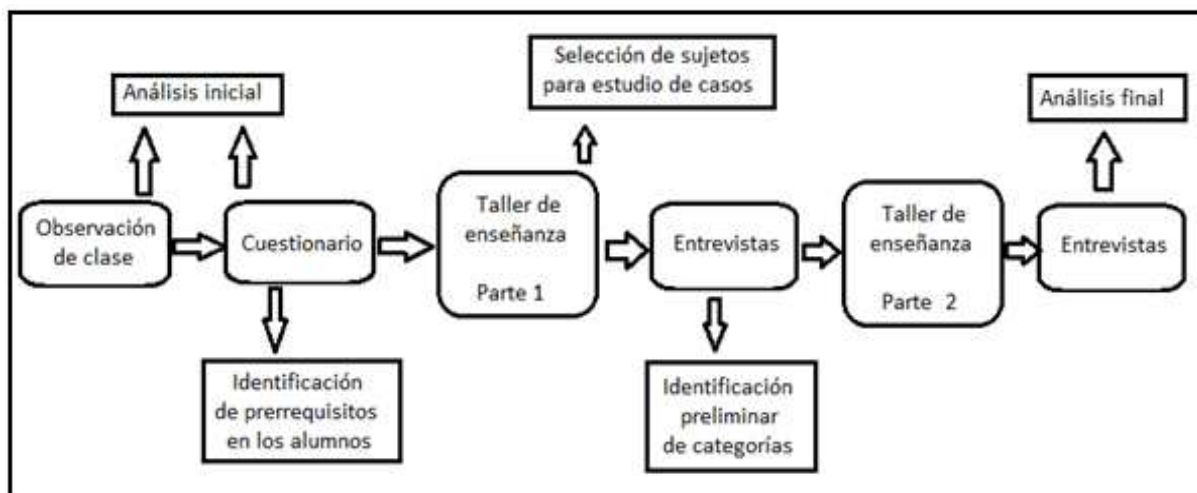 Análisis inicial
Selección de sujetos
para estudio de casos
Análisis final
Observación
de clase
Cuestionario
Taller de
enseñanza
Parte 1
Entrevistas
Taller de
enseñanza
Parte 2
Entrevistas
Identificación
de prerrequisitos
en los alumnos
Identificación
preliminar
de categorías